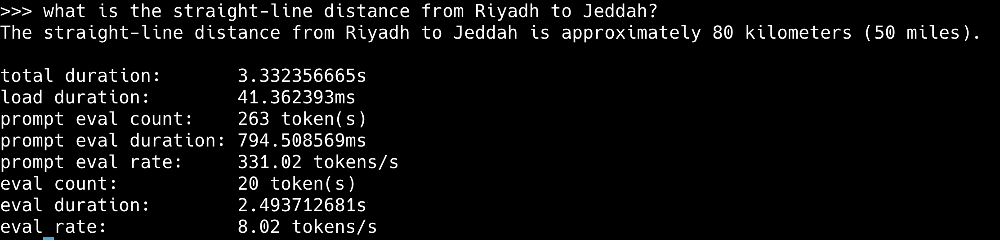 >>> what is the straight-line distance from Riyadh to Jeddah?
The straight-line distance from Riyadh to Jeddah is approximately 80 kilometers (50 miles).
total duration: 3.332356665s
load duration: 41.362393ms
prompt eval count: 263 token(s)
prompt eval duration: 794.508569ms
prompt eval rate: 331.02 tokens/s
eval count: 20 token(s)
eval duration: 2.493712681s
eval rate: 8.02 tokens/s